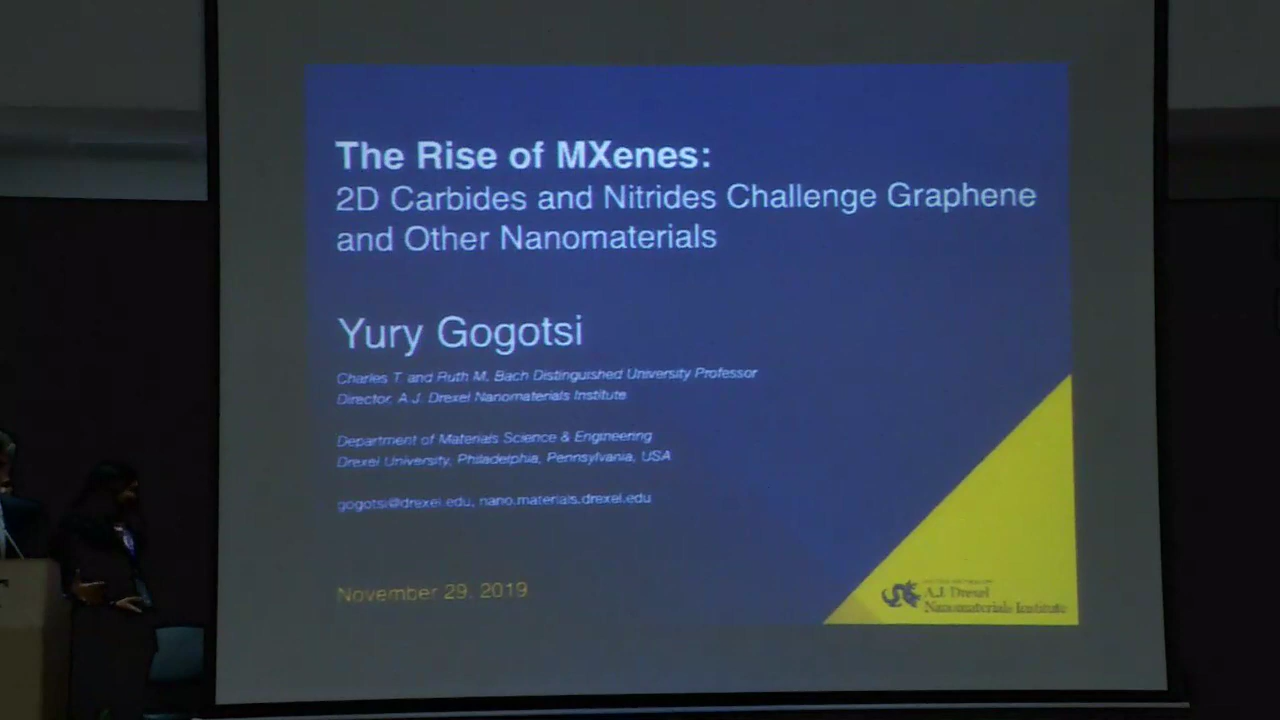 The Rise of MXenes:
2D Carbides and Nitrides Challenge Graphene
and Other Nanomaterials
Yury Gogotsi
Charles T. and Ruth M. Bach Distinguished University Professor
Director, A.J. Drexel Nanomaterials Institute
Department of Materials Science & Engineering
Drexel University, Philadelphia, Pennsylvania, USA
gogotsi@drexel.edu, nano.materials.drexel.edu
November 29, 2019
A.J. Drexel
Nanomaterials Institute